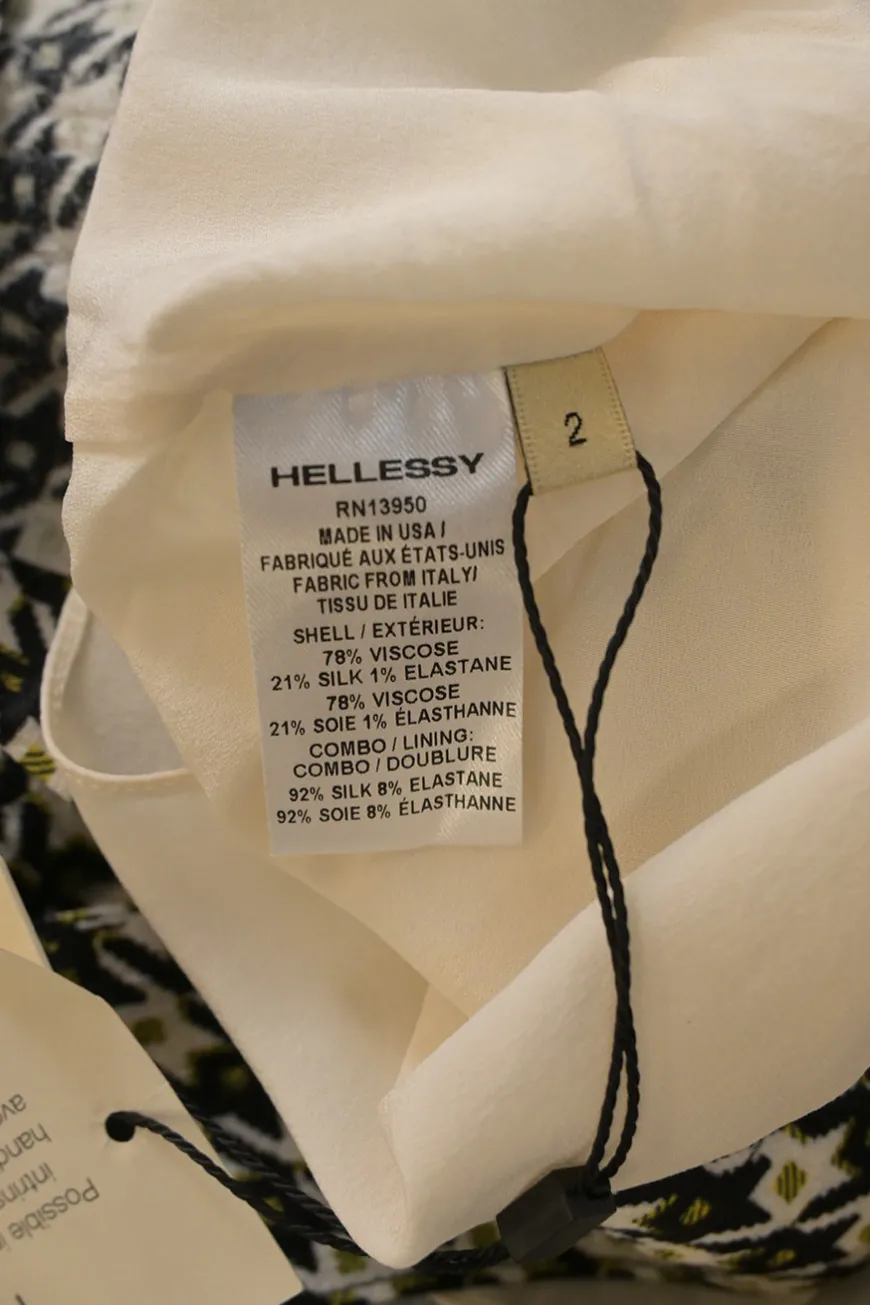 2
HELLESSY
RN13950
MADE IN USA /
FABRIQUÉ AUX ÉTATS-UNIS
FABRIC FROM ITALY/
TISSU DE ITALIE
SHELL / EXTÉRIEUR:
78% VISCOSE
21% SILK 1% ELASTANE
78% VISCOSE
21% SOIE 1% ÉLASTHANNE
COMBO / LINING:
COMBO / DOUBLURE
92% SILK 8% ELASTANE
92% SOIE 8% ÉLASTHANNE
Possible